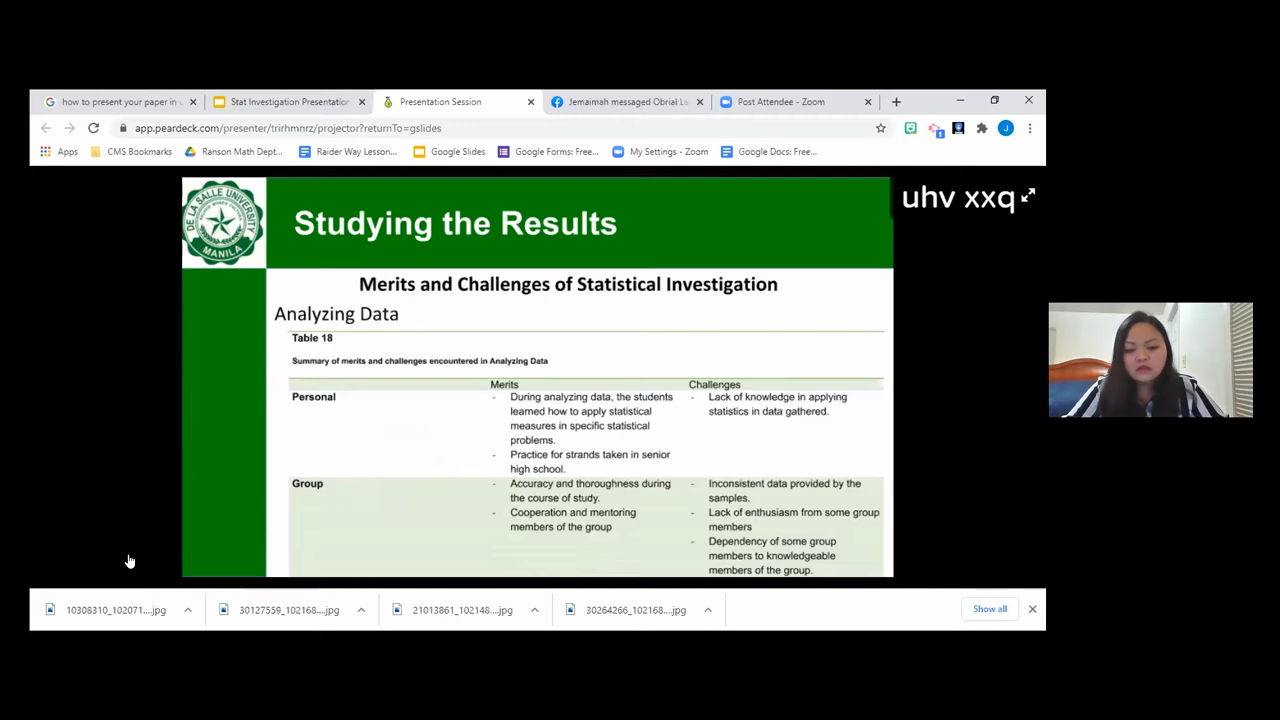 how to present your paper in
Stat Investigation Presentation
Presentation Session
Jemaimah messaged Obrial La
Post Attendee - Zoom
app.peardeck.com/presenter/trirhmnrz/projector?returnTo=gslides
1
J
Apps
CMS Bookmarks
Ranson Math Dept...
Raider Way Lesson...
Google Slides
Google Forms: Free...
My Settings - Zoom
Google Docs: Free...
DE LA SALLE UNIVERSITY
MANILA
Studying the Results
uhv xxq
Merits and Challenges of Statistical Investigation
Analyzing Data
Table 18
Summary of merits and challenges encountered in Analyzing Data
Merits
Challenges
Personal
- During analyzing data, the students
learned how to apply statistical
measures in specific statistical
problems.
- Practice for strands taken in senior
high school.
- Lack of knowledge in applying
statistics in data gathered.
Group
- Accuracy and thoroughness during
the course of study.
- Cooperation and mentoring
members of the group
- Inconsistent data provided by the
samples.
- Lack of enthusiasm from some group
members
- Dependency of some group
members to knowledgeable
members of the group.
10308310_102071....jpg
30127559_102168....jpg
21013861_102148....jpg
30264266_102168....jpg
Show all